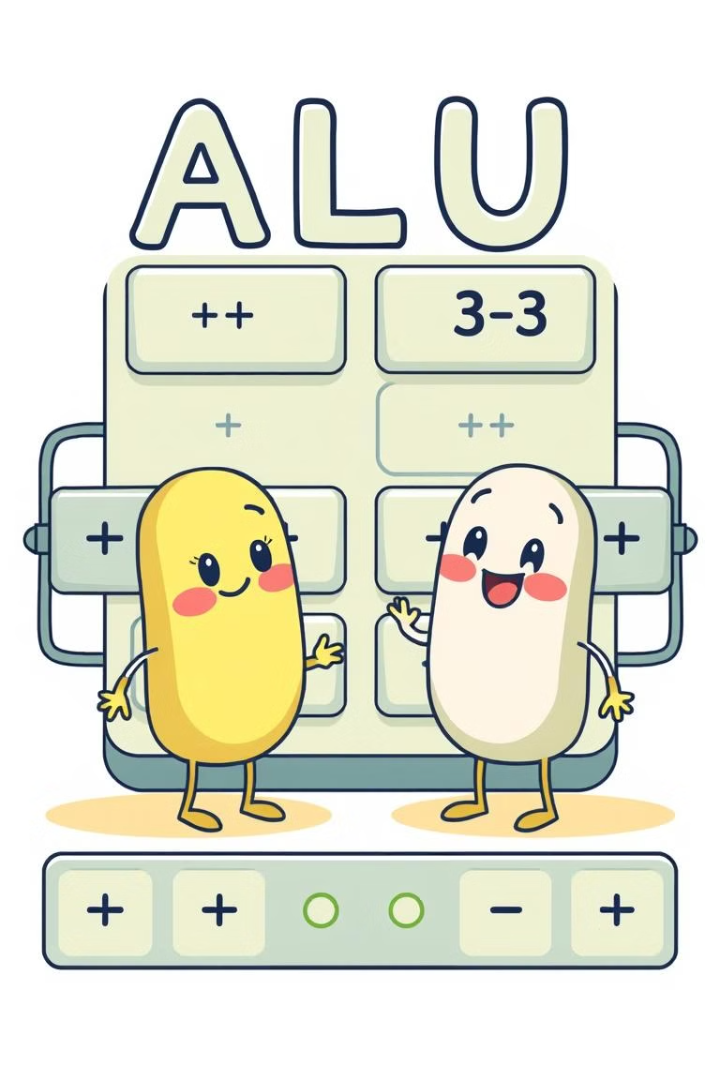 ALU
++ 3-3
+ ++
+ +
+ + - +